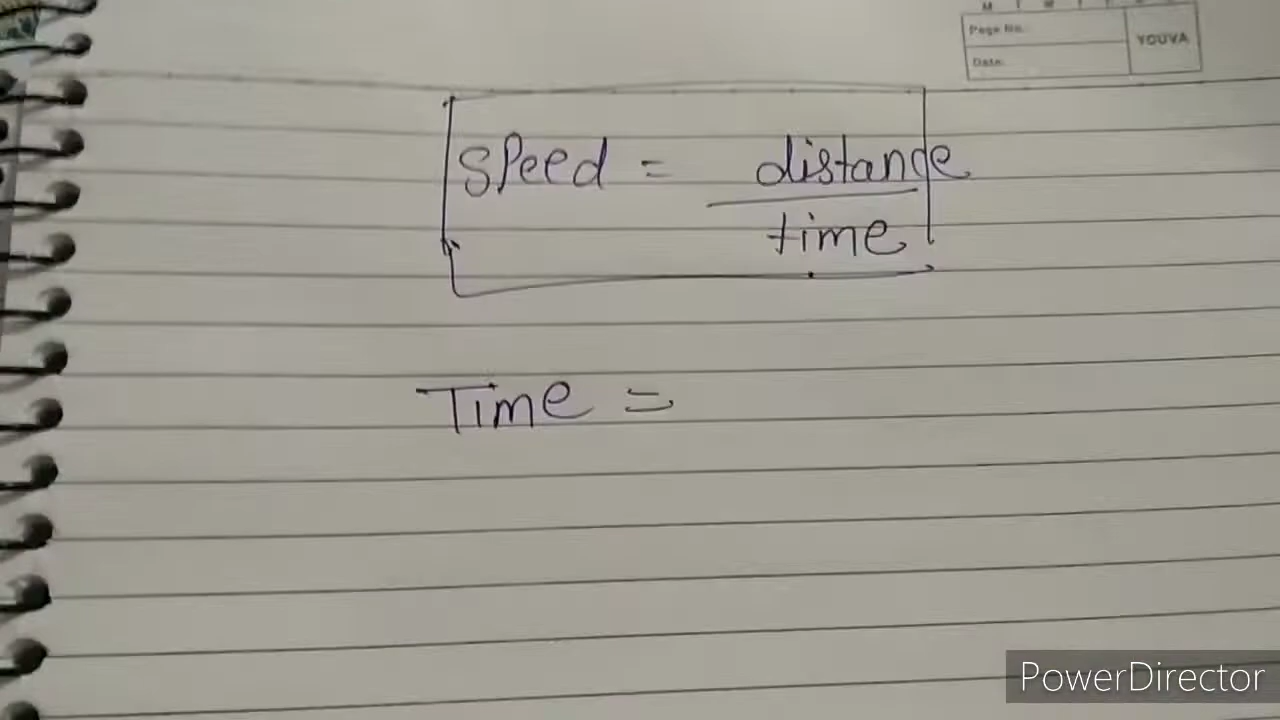 M T W T F S S
Page No.:
Date:
YOUVA
speed = distance
time
Time =
PowerDirector